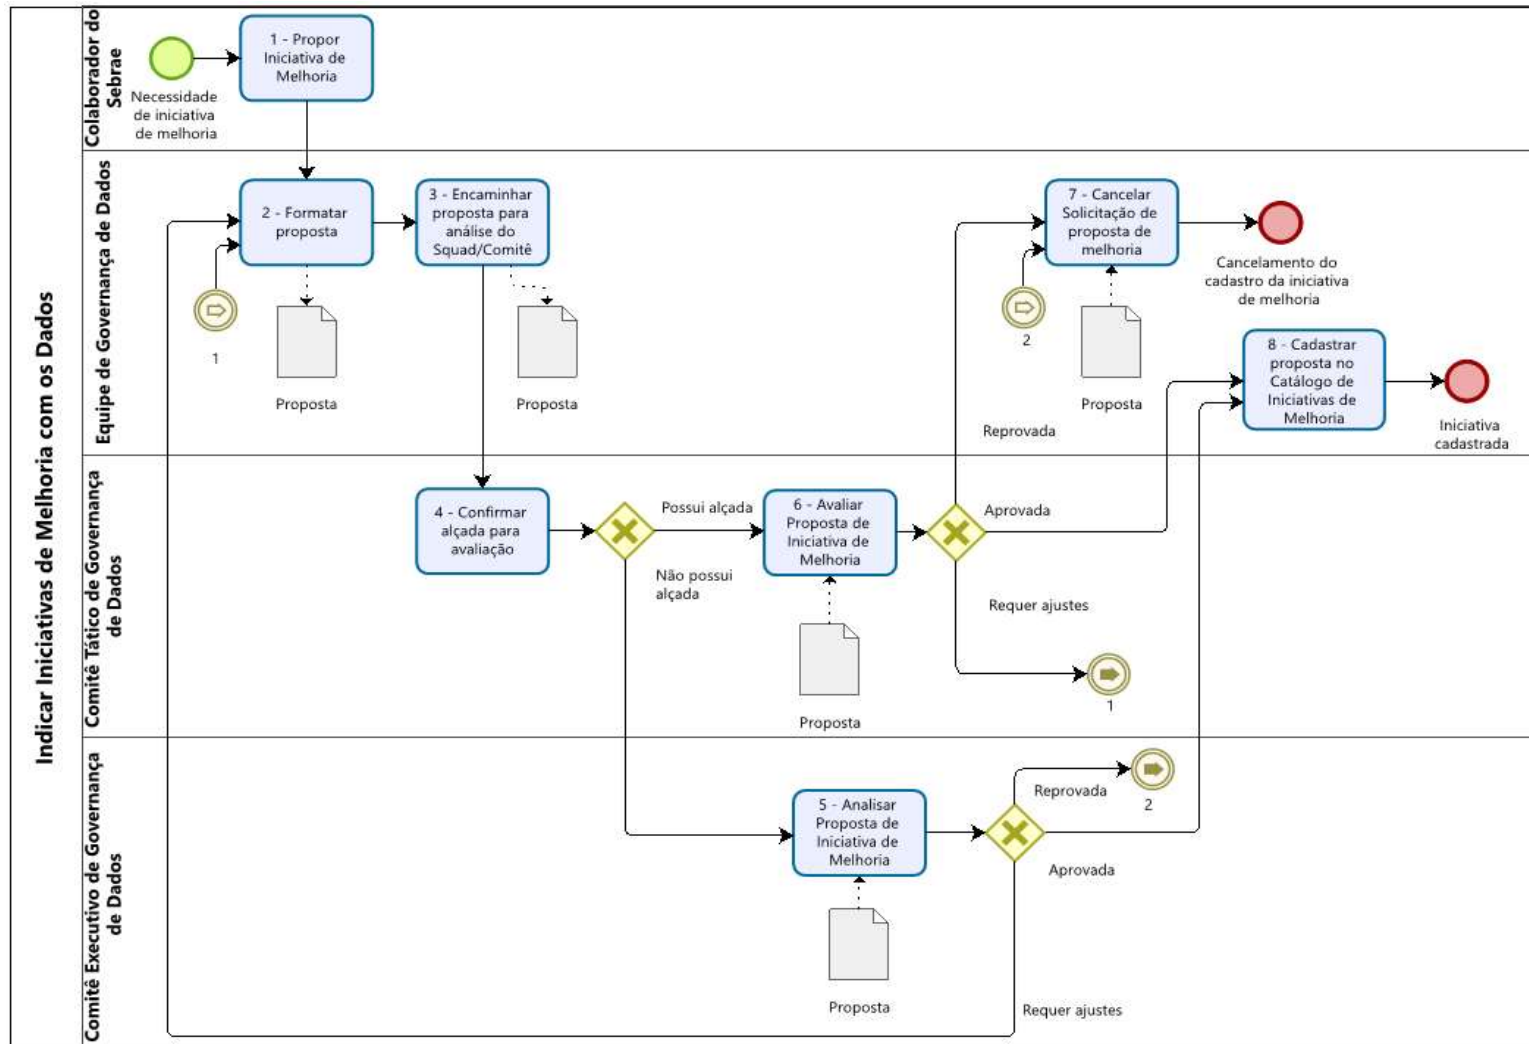 Indicar Iniciativas de Melhoria com os Dados
Colaborador do
Sebrae
Necessidade
de iniciativa
de melhoria
1 - Propor
Iniciativa de
Melhoria
Equipe de Governança de Dados
2 - Formatar
proposta
1
Proposta
3 - Encaminhar
proposta para
análise do
Squad/Comitê
Proposta
7 - Cancelar
Solicitação de
proposta de
melhoria
2
Proposta
Cancelamento do
cadastro da iniciativa
de melhoria
8 - Cadastrar
proposta no
Catálogo de
Iniciativas de
Melhoria
Iniciativa
cadastrada
Reprovada
Comitê Tático de Governança
de Dados
4 - Confirmar
alçada para
avaliação
Possui alçada
Não possui
alçada
6 - Avaliar
Proposta de
Iniciativa de
Melhoria
Proposta
Aprovada
Requer ajustes
1
Comitê Executivo de Governança
de Dados
5 - Analisar
Proposta de
Iniciativa de
Melhoria
Proposta
Reprovada
2
Aprovada
Requer ajustes